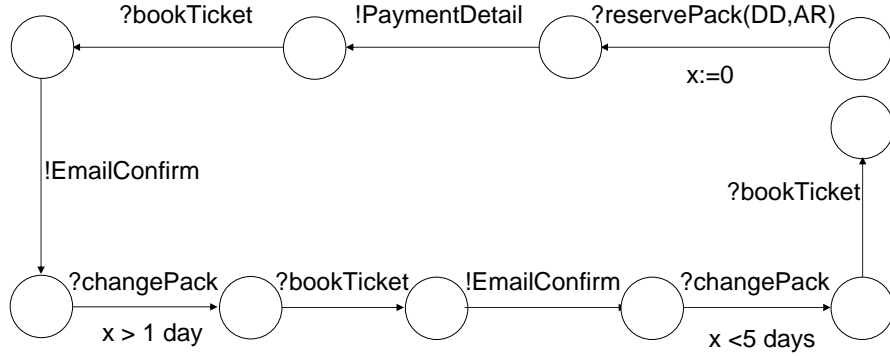 ?bookTicket
!PaymentDetail
?reservePack(DD,AR)
x:=0
!EmailConfirm
?bookTicket
?changePack
?bookTicket
!EmailConfirm
?changePack
x > 1 day
x <5 days